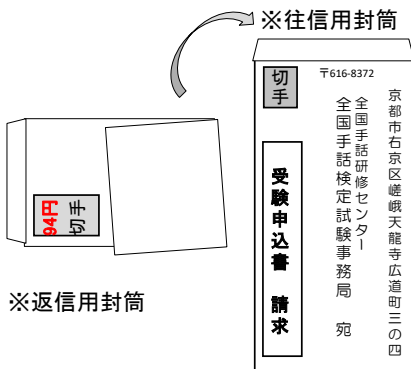 ※往信用封筒
切手
〒616-8372
京都市右京区嵯峨天龍寺広道町三の四
全国手話研修センター
全国手話検定試験事務局　宛
受験申込書　請求
94円
切手
※返信用封筒